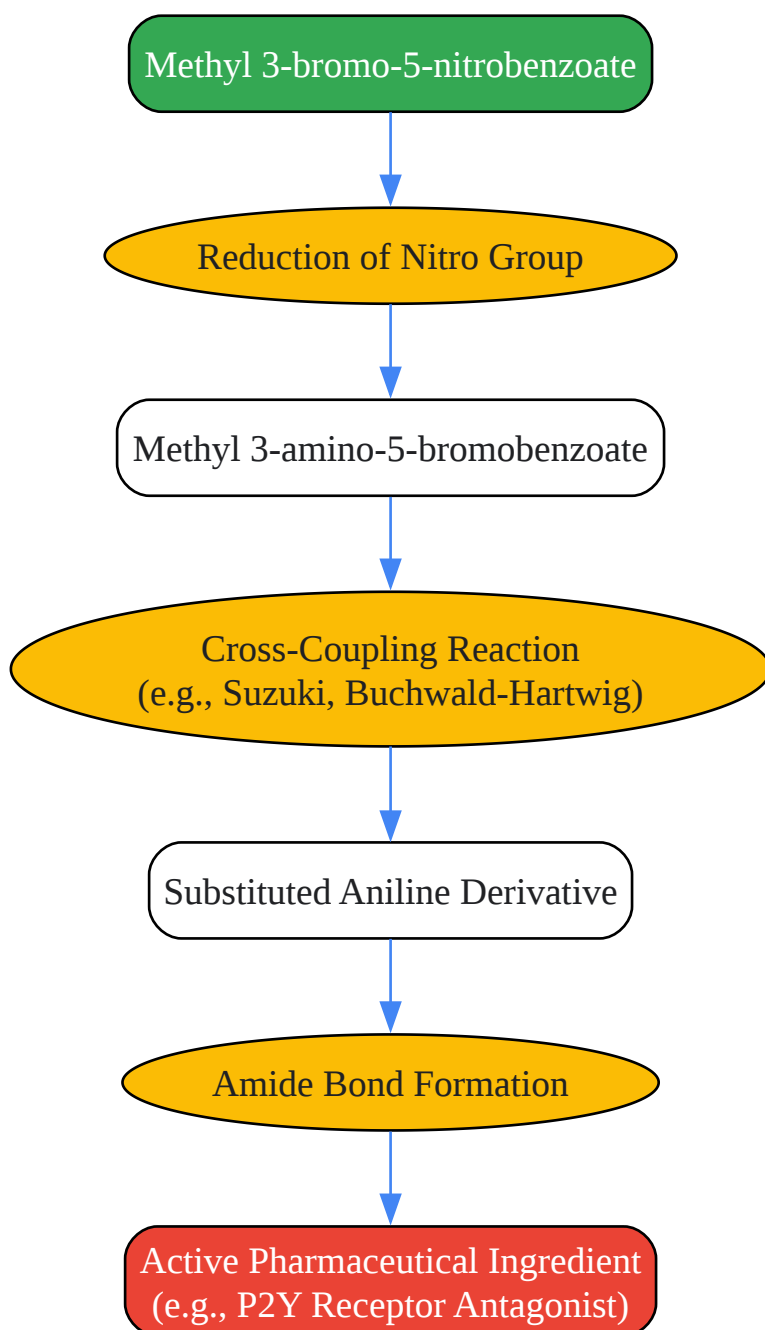 Methyl 3-bromo-5-nitrobenzoate
Reduction of Nitro Group
Methyl 3-amino-5-bromobenzoate
Cross-Coupling Reaction
(e.g., Suzuki, Buchwald-Hartwig)
Substituted Aniline Derivative
Amide Bond Formation
Active Pharmaceutical Ingredient
(e.g., P2Y Receptor Antagonist)